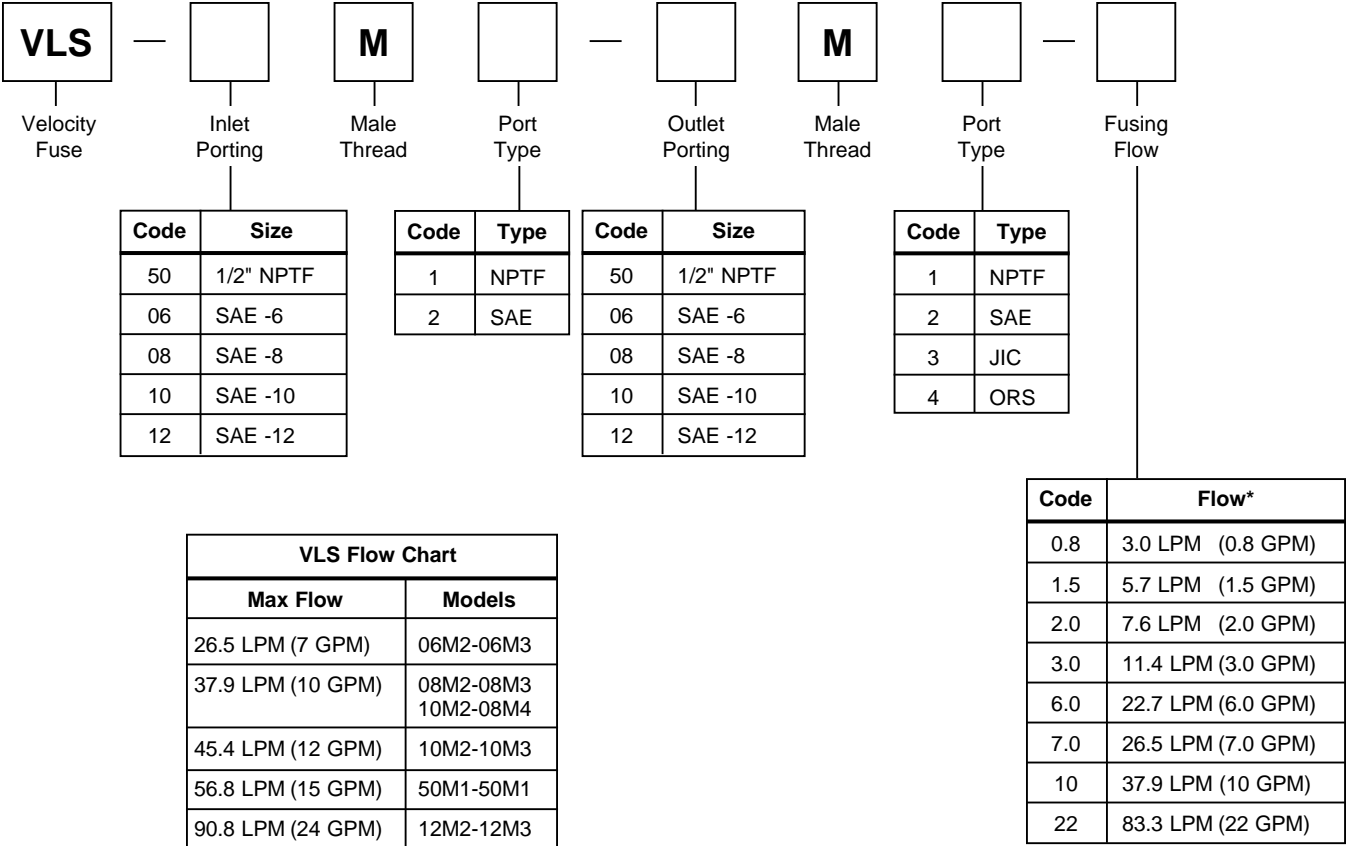 VLS — M — M —
Velocity Fuse
Inlet Porting
Male Thread
Port Type
Outlet Porting
Male Thread
Port Type
Fusing Flow
Code Size
50 1/2" NPTF
06 SAE -6
08 SAE -8
10 SAE -10
12 SAE -12
Code Type
1 NPTF
2 SAE
Code Size
50 1/2" NPTF
06 SAE -6
08 SAE -8
10 SAE -10
12 SAE -12
Code Type
1 NPTF
2 SAE
3 JIC
4 ORS
VLS Flow Chart
Max Flow Models
26.5 LPM (7 GPM) 06M2-06M3
37.9 LPM (10 GPM) 08M2-08M3
10M2-08M4
45.4 LPM (12 GPM) 10M2-10M3
56.8 LPM (15 GPM) 50M1-50M1
90.8 LPM (24 GPM) 12M2-12M3
Code Flow*
0.8 3.0 LPM (0.8 GPM)
1.5 5.7 LPM (1.5 GPM)
2.0 7.6 LPM (2.0 GPM)
3.0 11.4 LPM (3.0 GPM)
6.0 22.7 LPM (6.0 GPM)
7.0 26.5 LPM (7.0 GPM)
10 37.9 LPM (10 GPM)
22 83.3 LPM (22 GPM)